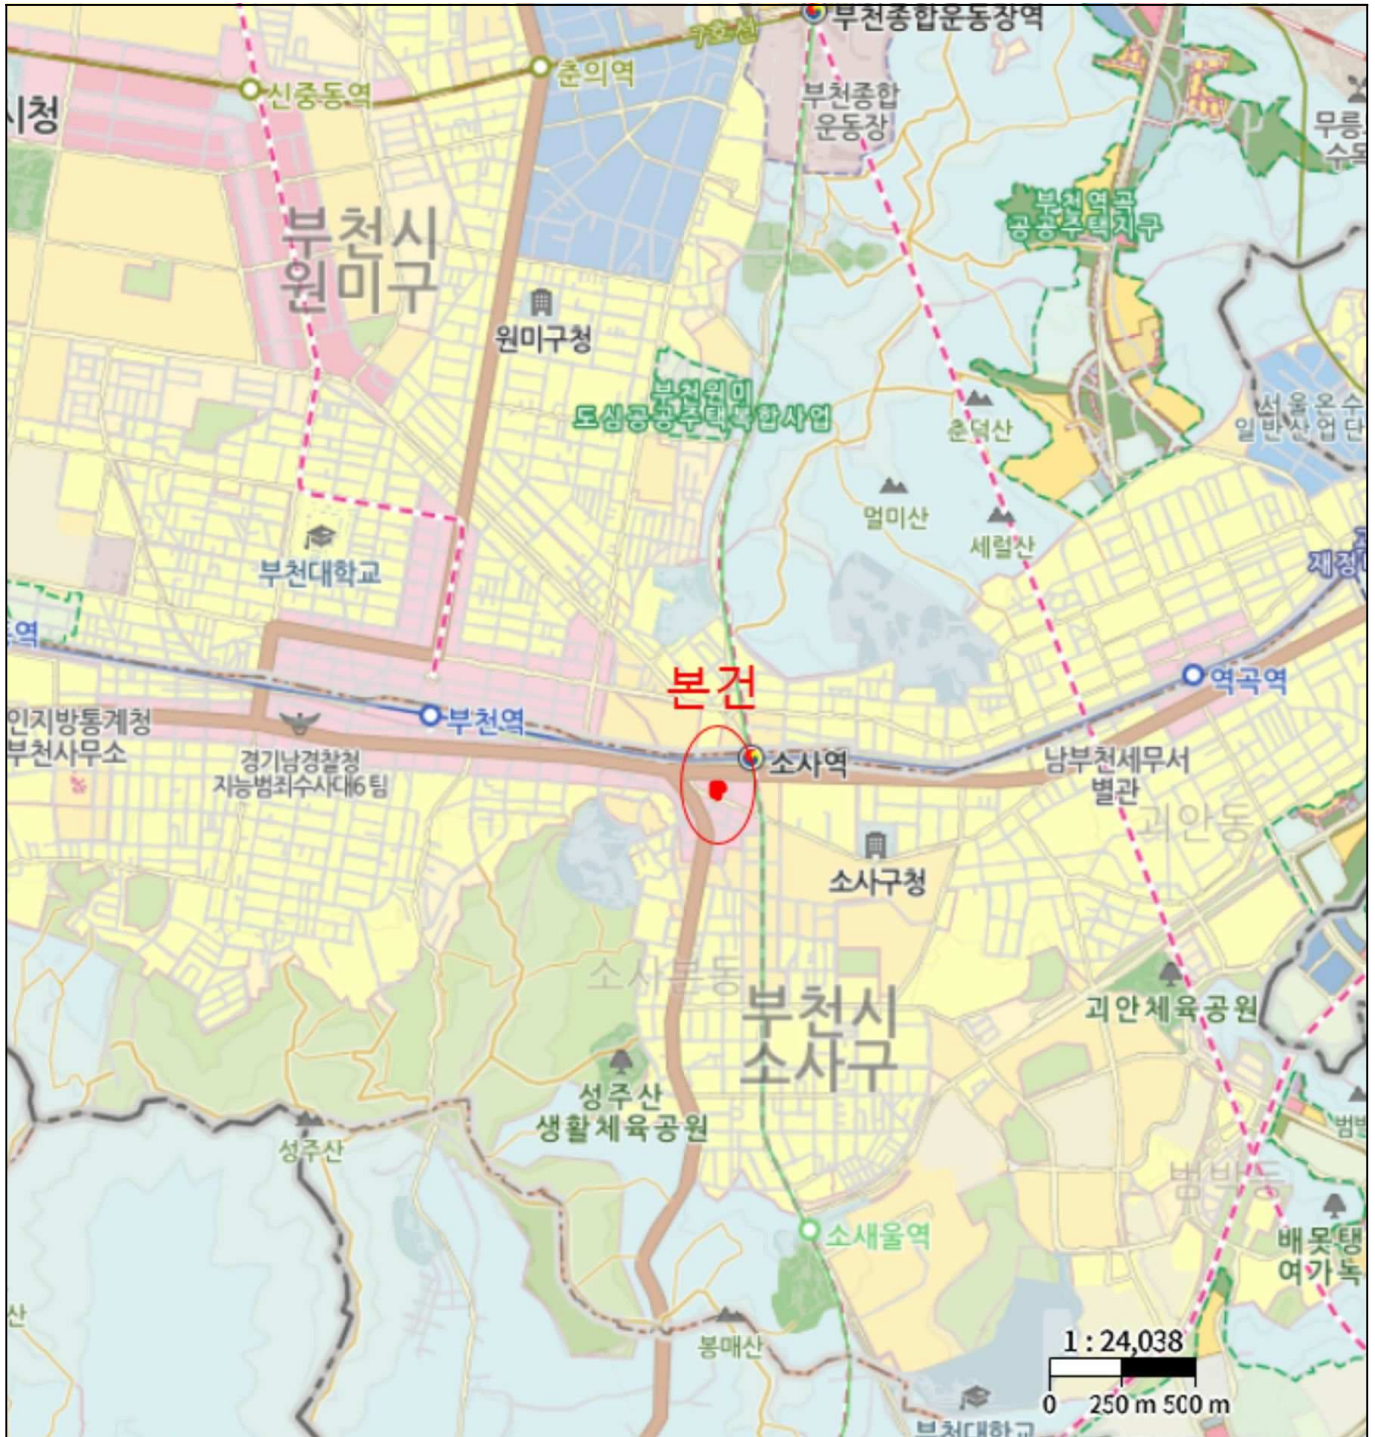 부천종합운동장역
7호선
춘의역
신중동역
시청
부천종합
운동장
무릉
수목
부천역곡
공공주택지구
부천시
원미구
원미구청
부천원미
도심공공주택복합사업
춘덕산
서울온수
일반산업단
멀미산
세럴산
부천대학교
재정
역
본건
역곡역
부천역
인지방통계청
부천사무소
경기남경찰청
지능범죄수사대6팀
소사역
남부천세무서
별관
괴안동
소사구청
소사본동
부천시
소사구
괴안체육공원
성주산
생활체육공원
성주산
범박동
소새울역
배못탱
여가녹
산
봉매산
1 : 24,038
0 250 m 500 m
부천대학교